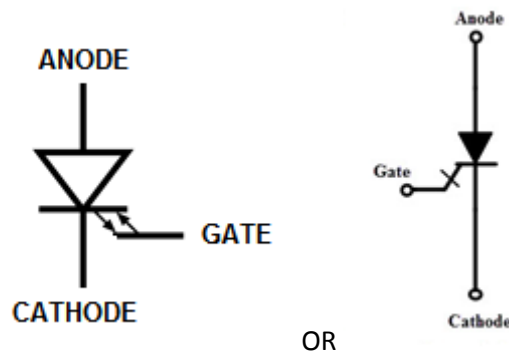 ANODE
GATE
CATHODE
OR
Anode
Gate
Cathode